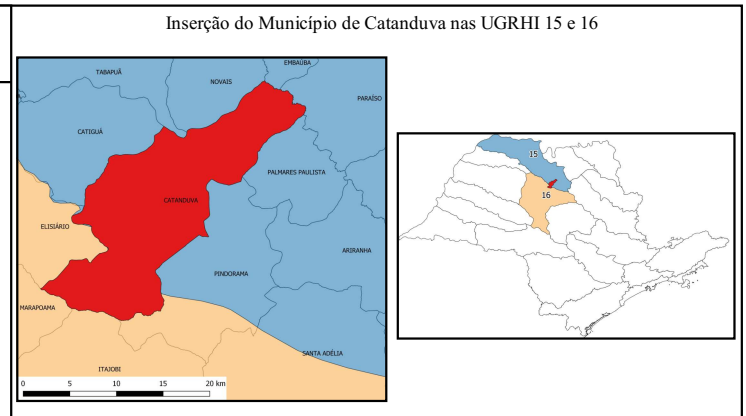 Inserção do Município de Catanduva nas UGRHI 15 e 16
EMBAÚBA
TABAPUÃ
NOVAIS
PARAÍSO
CATIGUÁ
PALMARES PAULISTA
CATANDUVA
ELISIÁRIO
ARIRANHA
PINDORAMA
MARAPOAMA
SANTA ADÉLIA
ITAJOBI
0 5 10 15 20 km
15
16